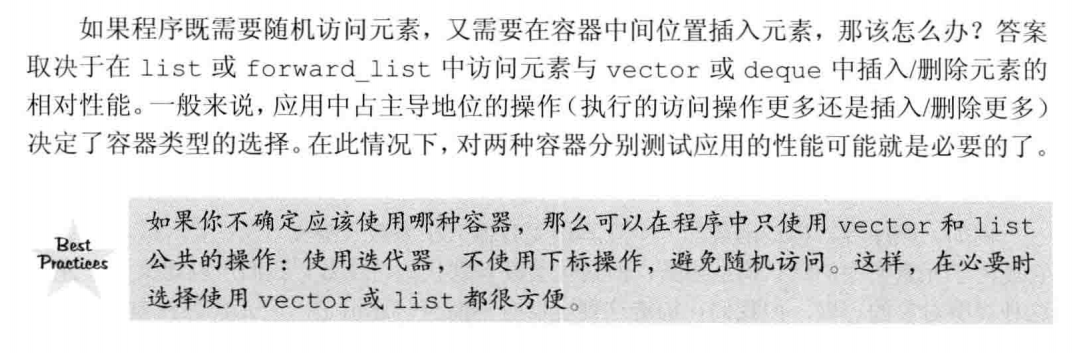 如果程序既需要随机访问元素，又需要在容器中间位置插入元素，那该怎么办？答案
取决于在 list 或 forward_list 中访问元素与 vector 或 deque 中插入/删除元素的
相对性能。一般来说，应用中占主导地位的操作（执行的访问操作更多还是插入/删除更多）
决定了容器类型的选择。在此情况下，对两种容器分别测试应用的性能可能就是必要的了。
如果你不确定应该使用哪种容器，那么可以在程序中只使用 vector 和 list
Best
Practices
公共的操作：使用迭代器，不使用下标操作，避免随机访问。这样，在必要时
选择使用 vector 或 list 都很方便。